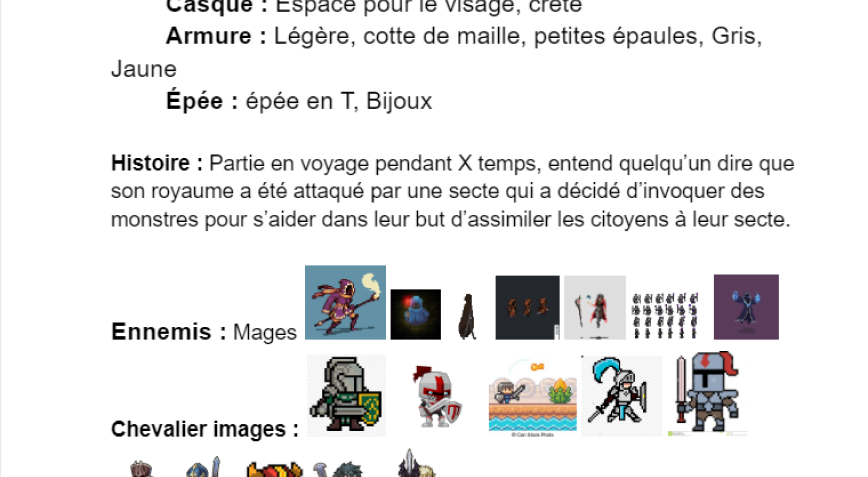 Casque : Espace pour le visage, crête
Armure : Légère, cotte de maille, petites épaules, Gris,
Jaune
Épée : épée en T, Bijoux
Histoire : Partie en voyage pendant X temps, entend quelqu’un dire que
son royaume a été attaqué par une secte qui a décidé d’invoquer des
monstres pour s’aider dans leur but d’assimiler les citoyens à leur secte.
Ennemis : Mages
Chevalier images :
© Can Stock Photo